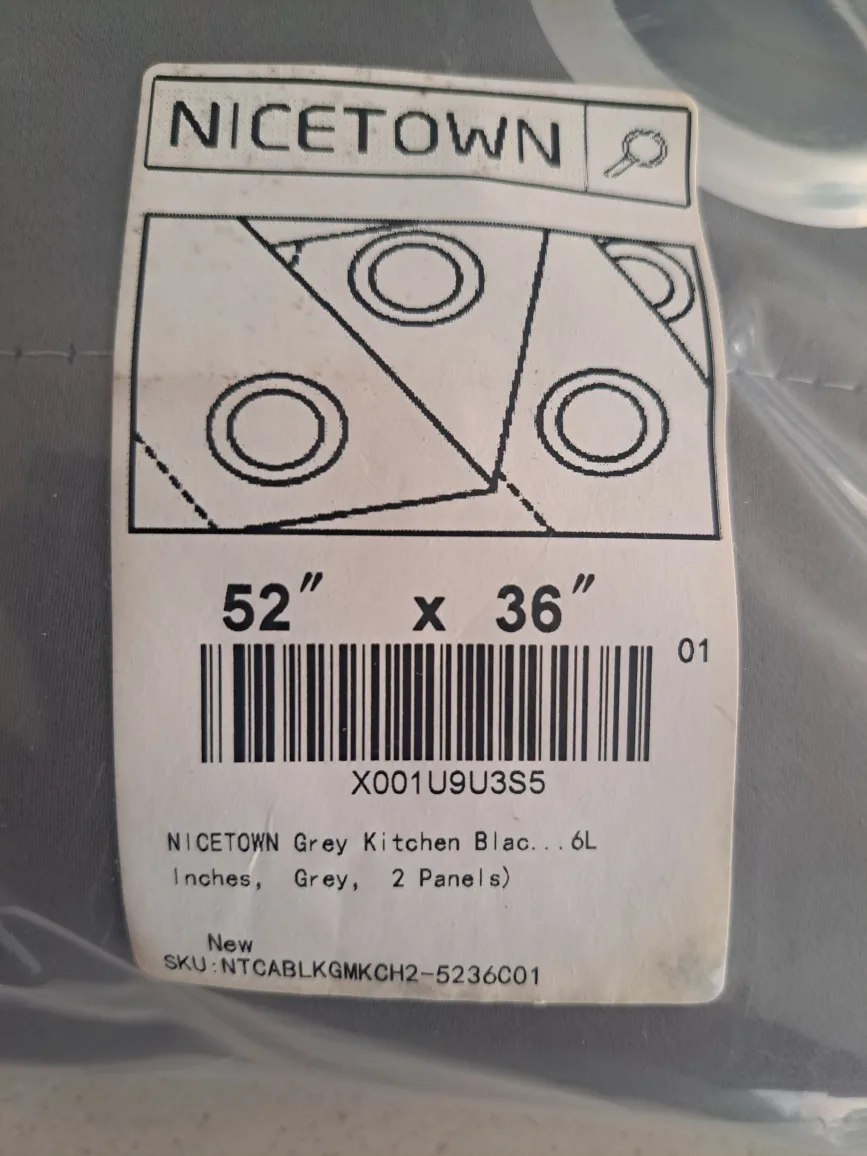 NICETOWN
52" x 36"
01
X001U9U3S5
NICETOWN Grey Kitchen Blac...6L
Inches, Grey, 2 Panels)
New
SKU:NTCABLKGMKCH2-5236C01